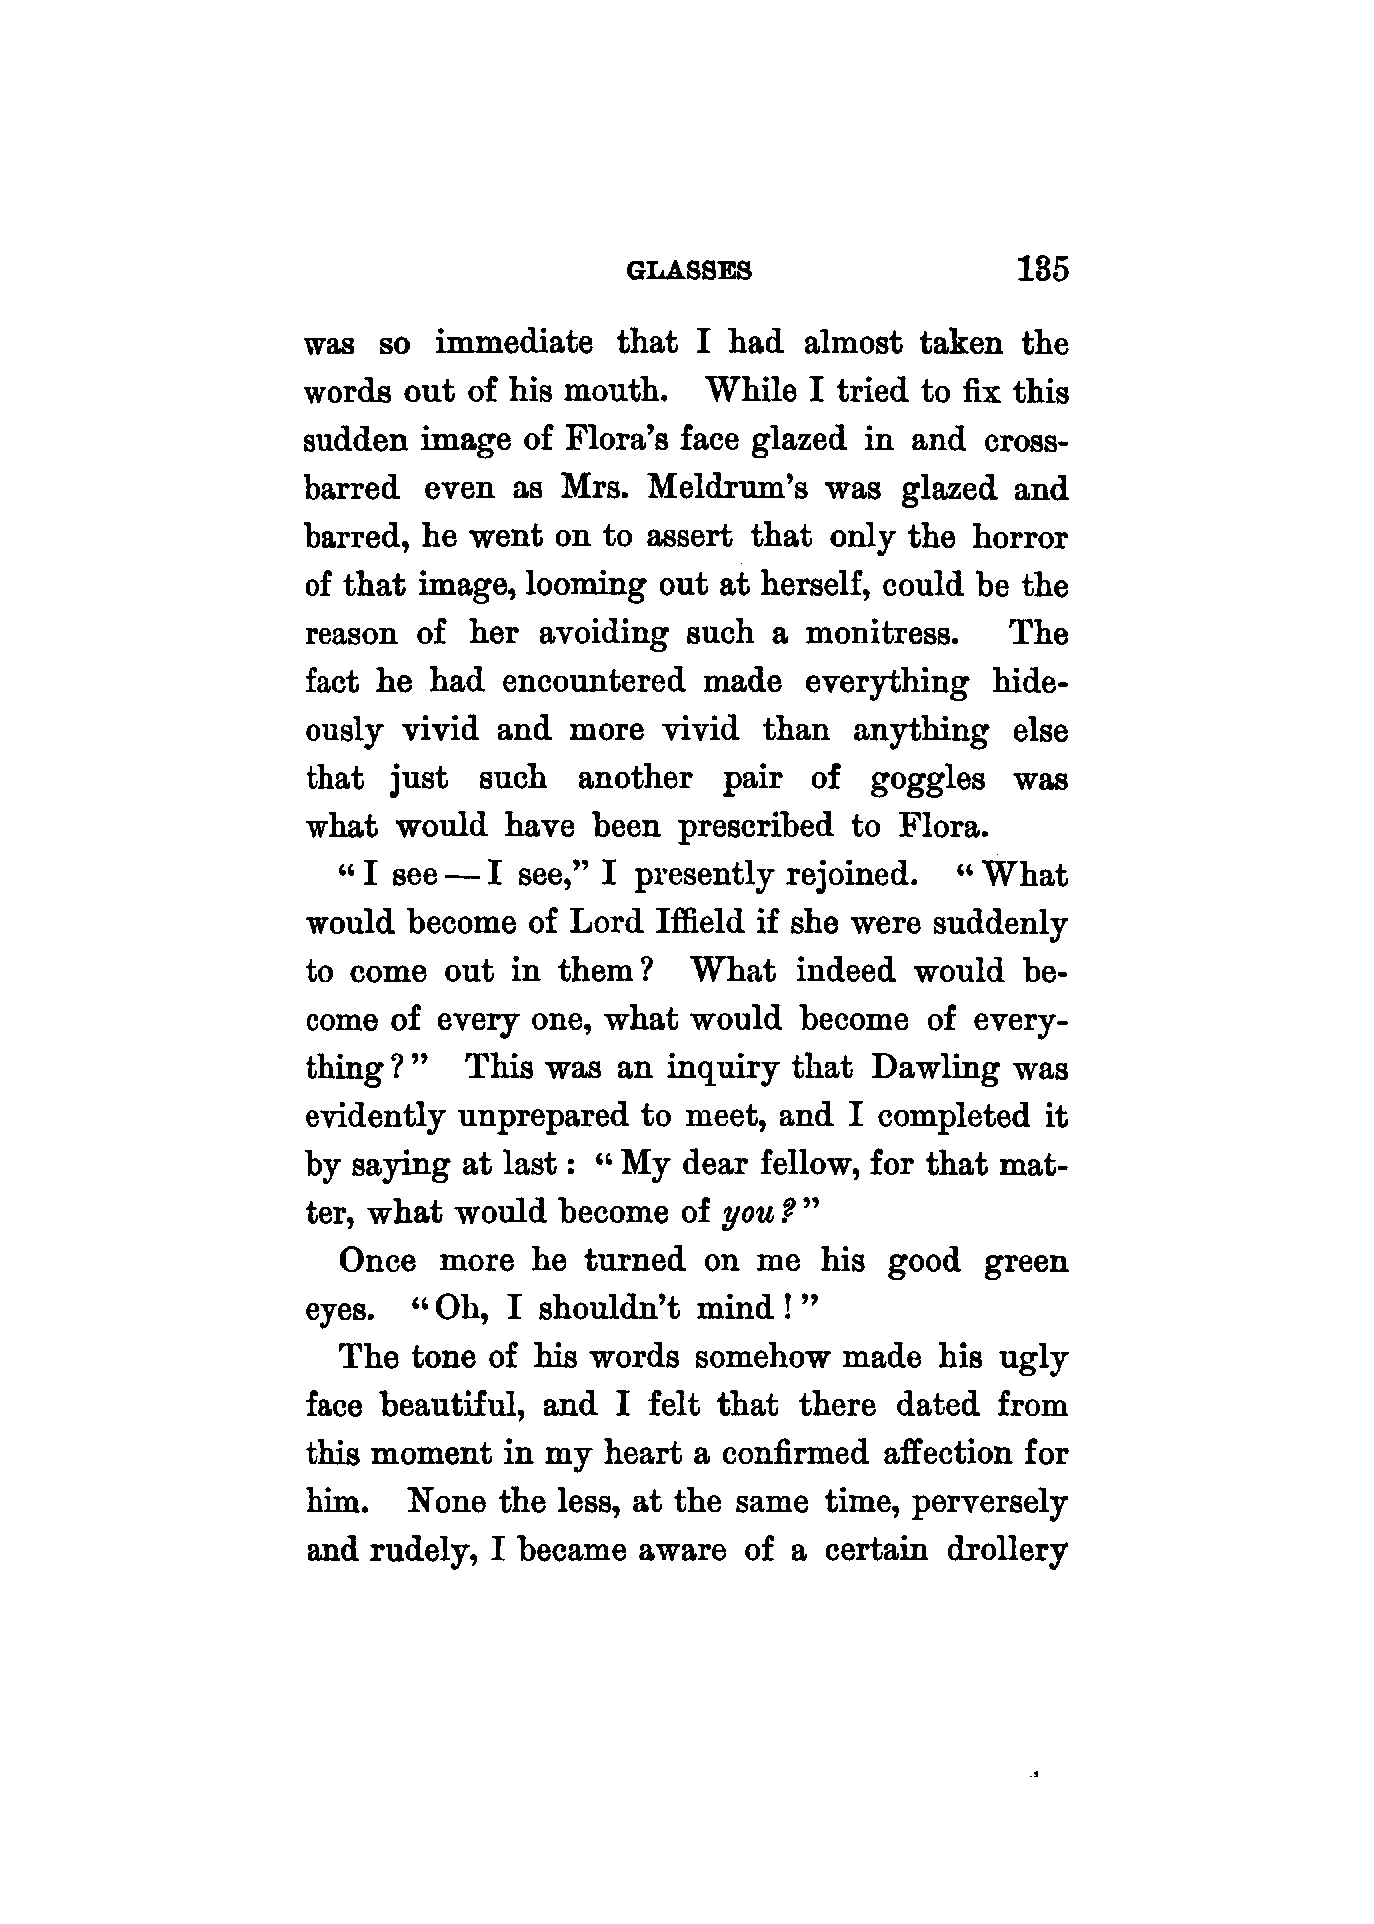 GLASSES 135
was so immediate that I had almost taken the
words out of his mouth. While I tried to fix this
sudden image of Flora's face glazed in and cross-
barred even as Mrs. Meldrum's was glazed and
barred, he went on to assert that only the horror
of that image, looming out at herself, could be the
reason of her avoiding such a monitress. The
fact he had encountered made everything hide-
ously vivid and more vivid than anything else
that just such another pair of goggles was
what would have been prescribed to Flora.
“I see — I see,” I presently rejoined. “What
would become of Lord Iffield if she were suddenly
to come out in them? What indeed would be-
come of every one, what would become of every-
thing?” This was an inquiry that Dawling was
evidently unprepared to meet, and I completed it
by saying at last: “My dear fellow, for that mat-
ter, what would become of you?”
Once more he turned on me his good green
eyes. “Oh, I shouldn't mind!”
The tone of his words somehow made his ugly
face beautiful, and I felt that there dated from
this moment in my heart a confirmed affection for
him. None the less, at the same time, perversely
and rudely, I became aware of a certain drollery